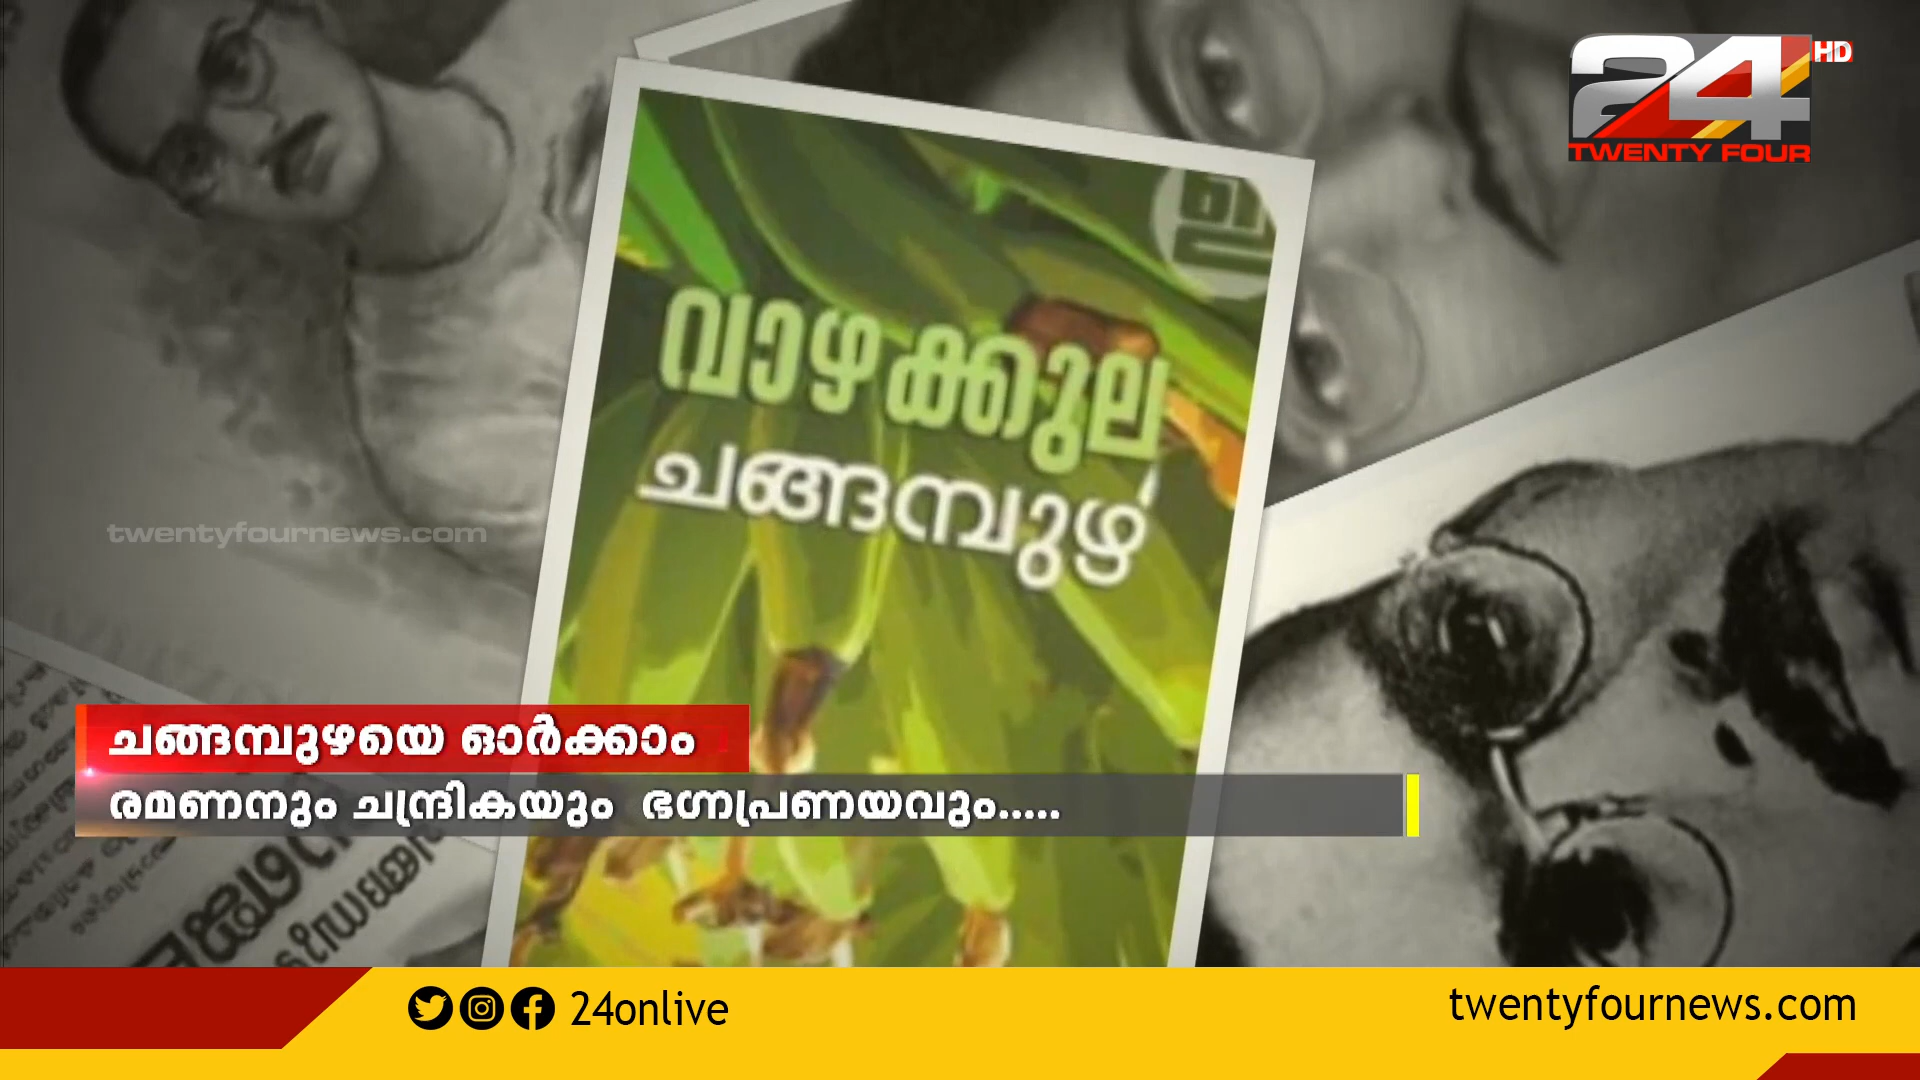 24 HD
TWENTY FOUR
വാഴക്കുല
ചങ്ങമ്പുഴ
twentyfournews.com
ചങ്ങമ്പുഴയെ ഓർക്കാം
രമണനും ചന്ദ്രികയും ഭഗ്നപ്രണയവും.....
24onlive
twentyfournews.com